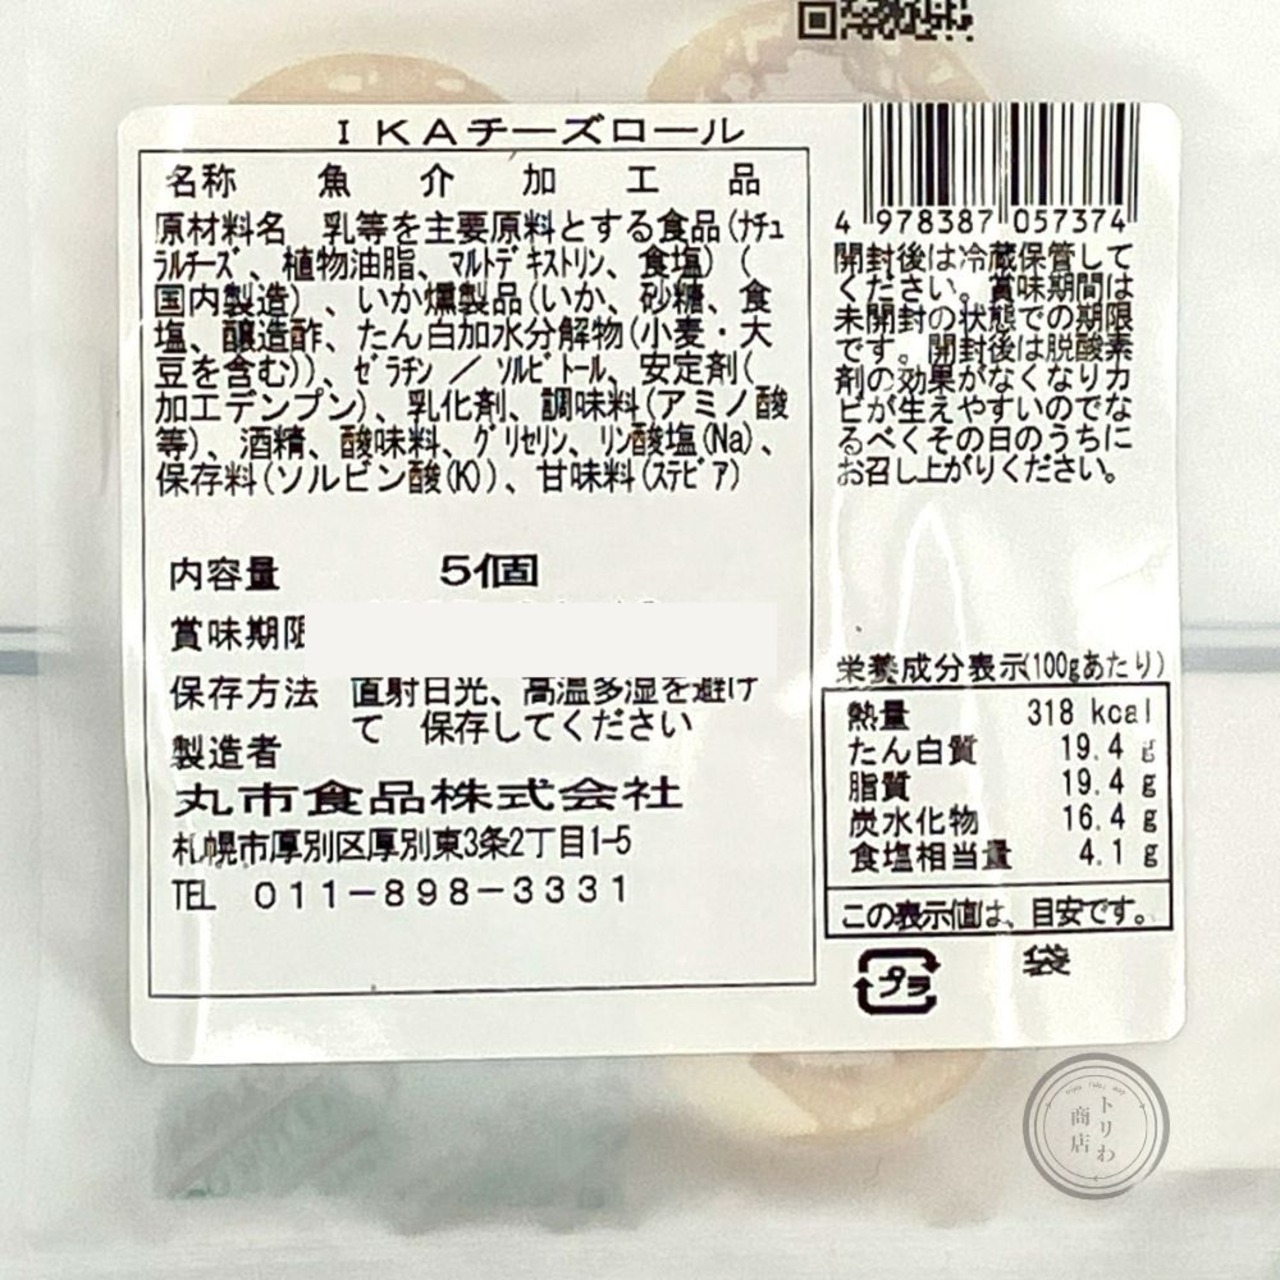 IKAチーズロール
名称 魚介加工品
原材料名 乳等を主要原料とする食品(ﾅﾁｭ
ﾗﾙﾁｰｽﾞ、植物油脂、ﾏﾙﾄﾃﾞｷｽﾄﾘﾝ、食塩)(
国内製造)、いか燻製品(いか、砂糖、食
塩、醸造酢、たん白加水分解物(小麦・大
豆を含む))、ｾﾞﾗﾁﾝ／ｿﾙﾋﾞﾄｰﾙ、安定剤(
加工デンプン)、乳化剤、調味料(アミノ酸
等)、酒精、酸味料、ｸﾞﾘｾﾘﾝ、ﾘﾝ酸塩(Na)、
保存料(ソルビン酸(K))、甘味料(ｽﾃﾋﾞｱ)
内容量 5個
賞味期限
保存方法 直射日光、高温多湿を避け
て 保存してください
製造者
丸市食品株式会社
札幌市厚別区厚別東3条2丁目1-5
TEL 011-898-3331
4 978387 057374
開封後は冷蔵保管して
ください。賞味期間は
未開封の状態での期限
です。開封後は脱酸素
剤の効果がなくなりカ
ビが生えやすいのでな
るべくその日のうちに
お召し上がりください。
栄養成分表示(100gあたり)
熱量 318 kcal
たん白質 19.4 g
脂質 19.4 g
炭水化物 16.4 g
食塩相当量 4.1 g
この表示値は、目安です。
プラ 袋
トリわ
商店